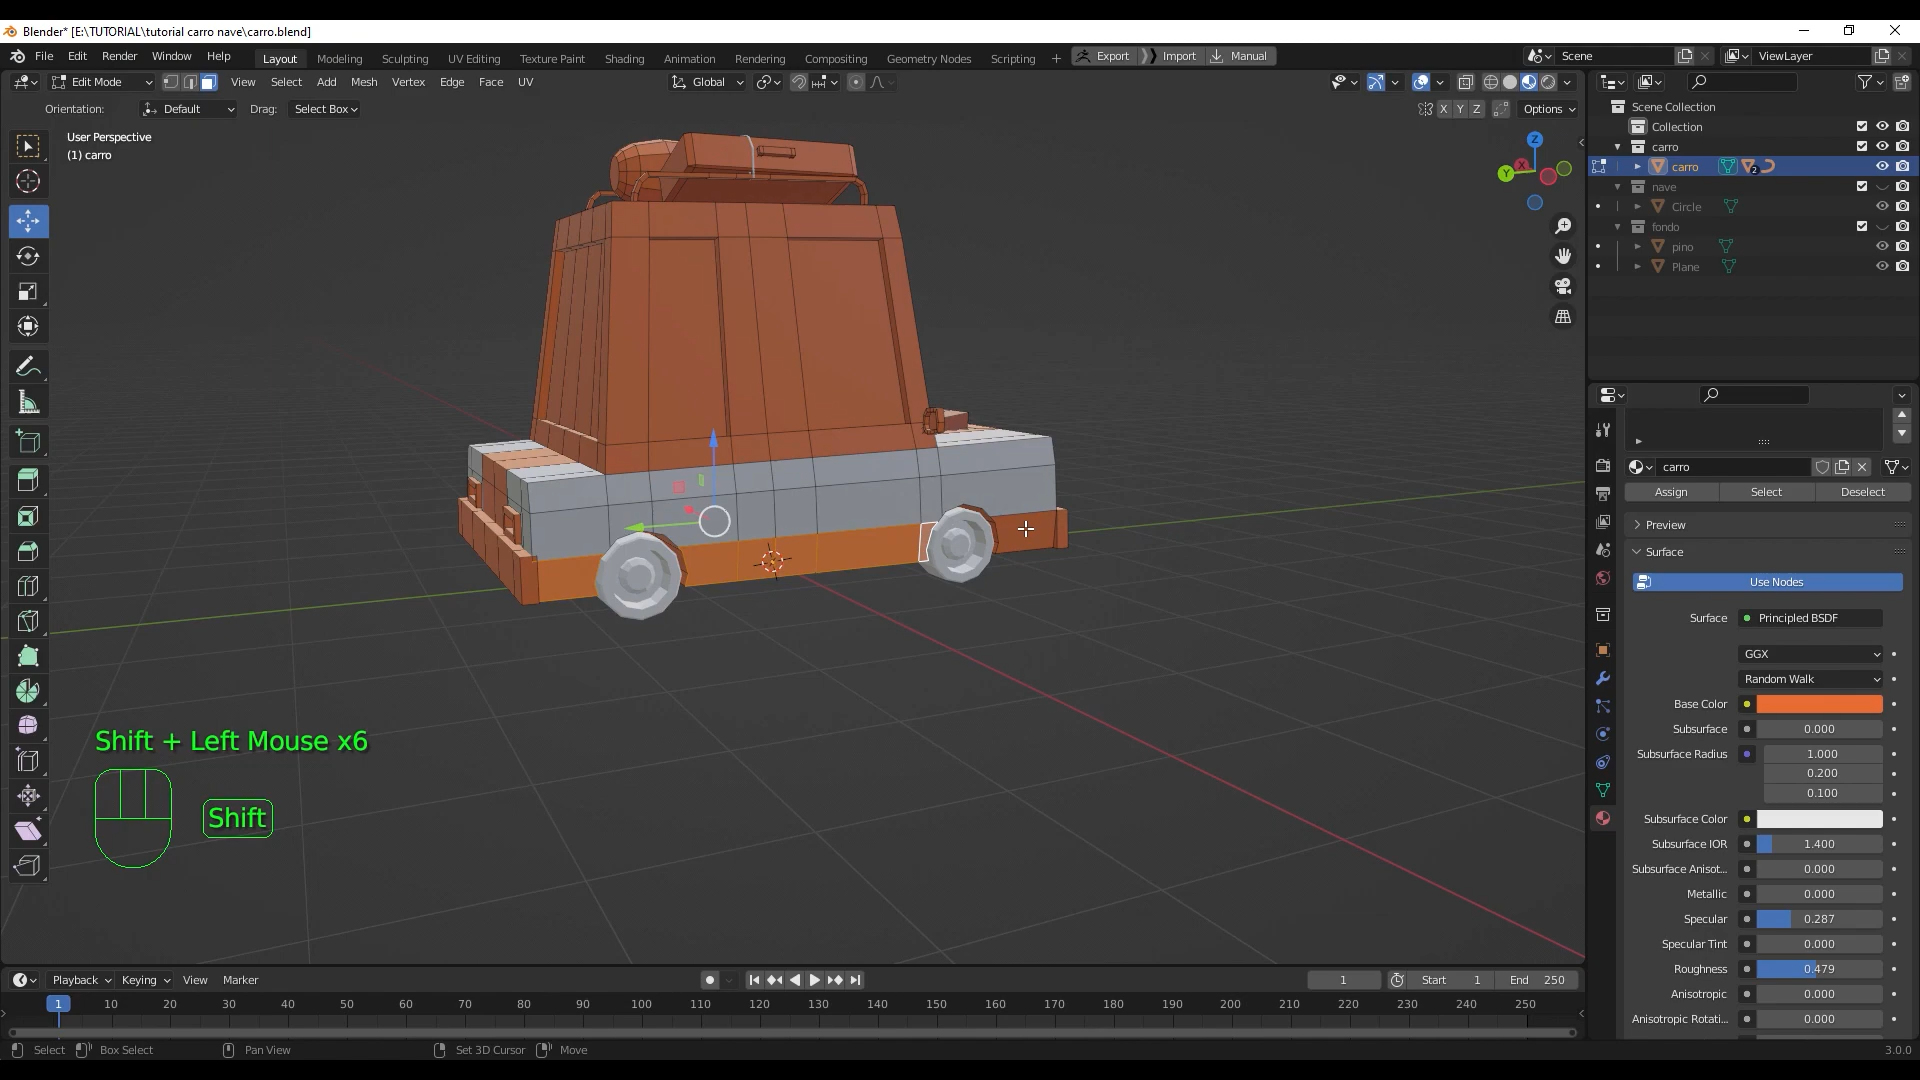 Blender* [E:\TUTORIAL\tutorial carro nave\carro.blend]
File Edit Render Window Help Layout Modeling Sculpting UV Editing Texture Paint Shading Animation Rendering Compositing Geometry Nodes Scripting + Export Import Manual Scene ViewLayer
Edit Mode View Select Add Mesh Vertex Edge Face UV Global
Orientation: Default Drag: Select Box X Y Z Options
User Perspective
(1) carro
Z
Y X
Scene Collection
Collection
carro
carro 2
nave
Circle
fondo
pino
Plane
carro
Assign Select Deselect
Preview
Surface
Use Nodes
Surface Principled BSDF
GGX
Random Walk
Base Color
Subsurface 0.000
Subsurface Radius 1.000
0.200
0.100
Subsurface Color
Subsurface IOR 1.400
Subsurface Anisot... 0.000
Metallic 0.000
Specular 0.287
Specular Tint 0.000
Roughness 0.479
Anisotropic 0.000
Anisotropic Rotati... 0.000
Shift + Left Mouse x6
Shift
Playback Keying View Marker 1 Start 1 End 250
1 10 20 30 40 50 60 70 80 90 100 110 120 130 140 150 160 170 180 190 200 210 220 230 240 250
Select Box Select Pan View Set 3D Cursor Move 3.0.0